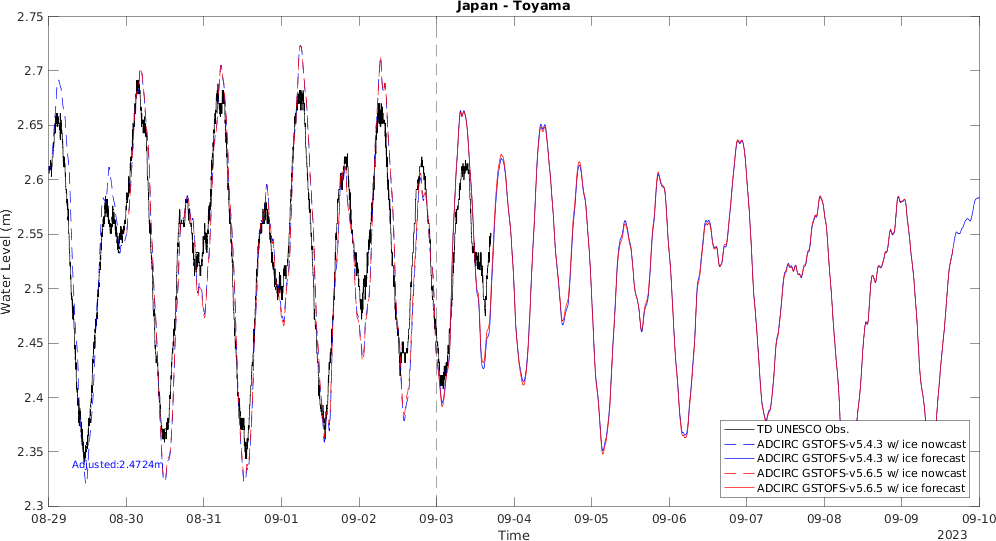 Japan - Toyama
2.75
2.7
2.65
2.6
2.55
2.5
2.45
2.4
2.35
2.3
Water Level (m)
Adjusted:2.4724m
TD UNESCO Obs.
ADCIRC GSTOFS-v5.4.3 w/ ice nowcast
ADCIRC GSTOFS-v5.4.3 w/ ice forecast
ADCIRC GSTOFS-v5.6.5 w/ ice nowcast
ADCIRC GSTOFS-v5.6.5 w/ ice forecast
08-29 08-30 08-31 09-01 09-02 09-03 09-04 09-05 09-06 09-07 09-08 09-09 09-10
Time
2023